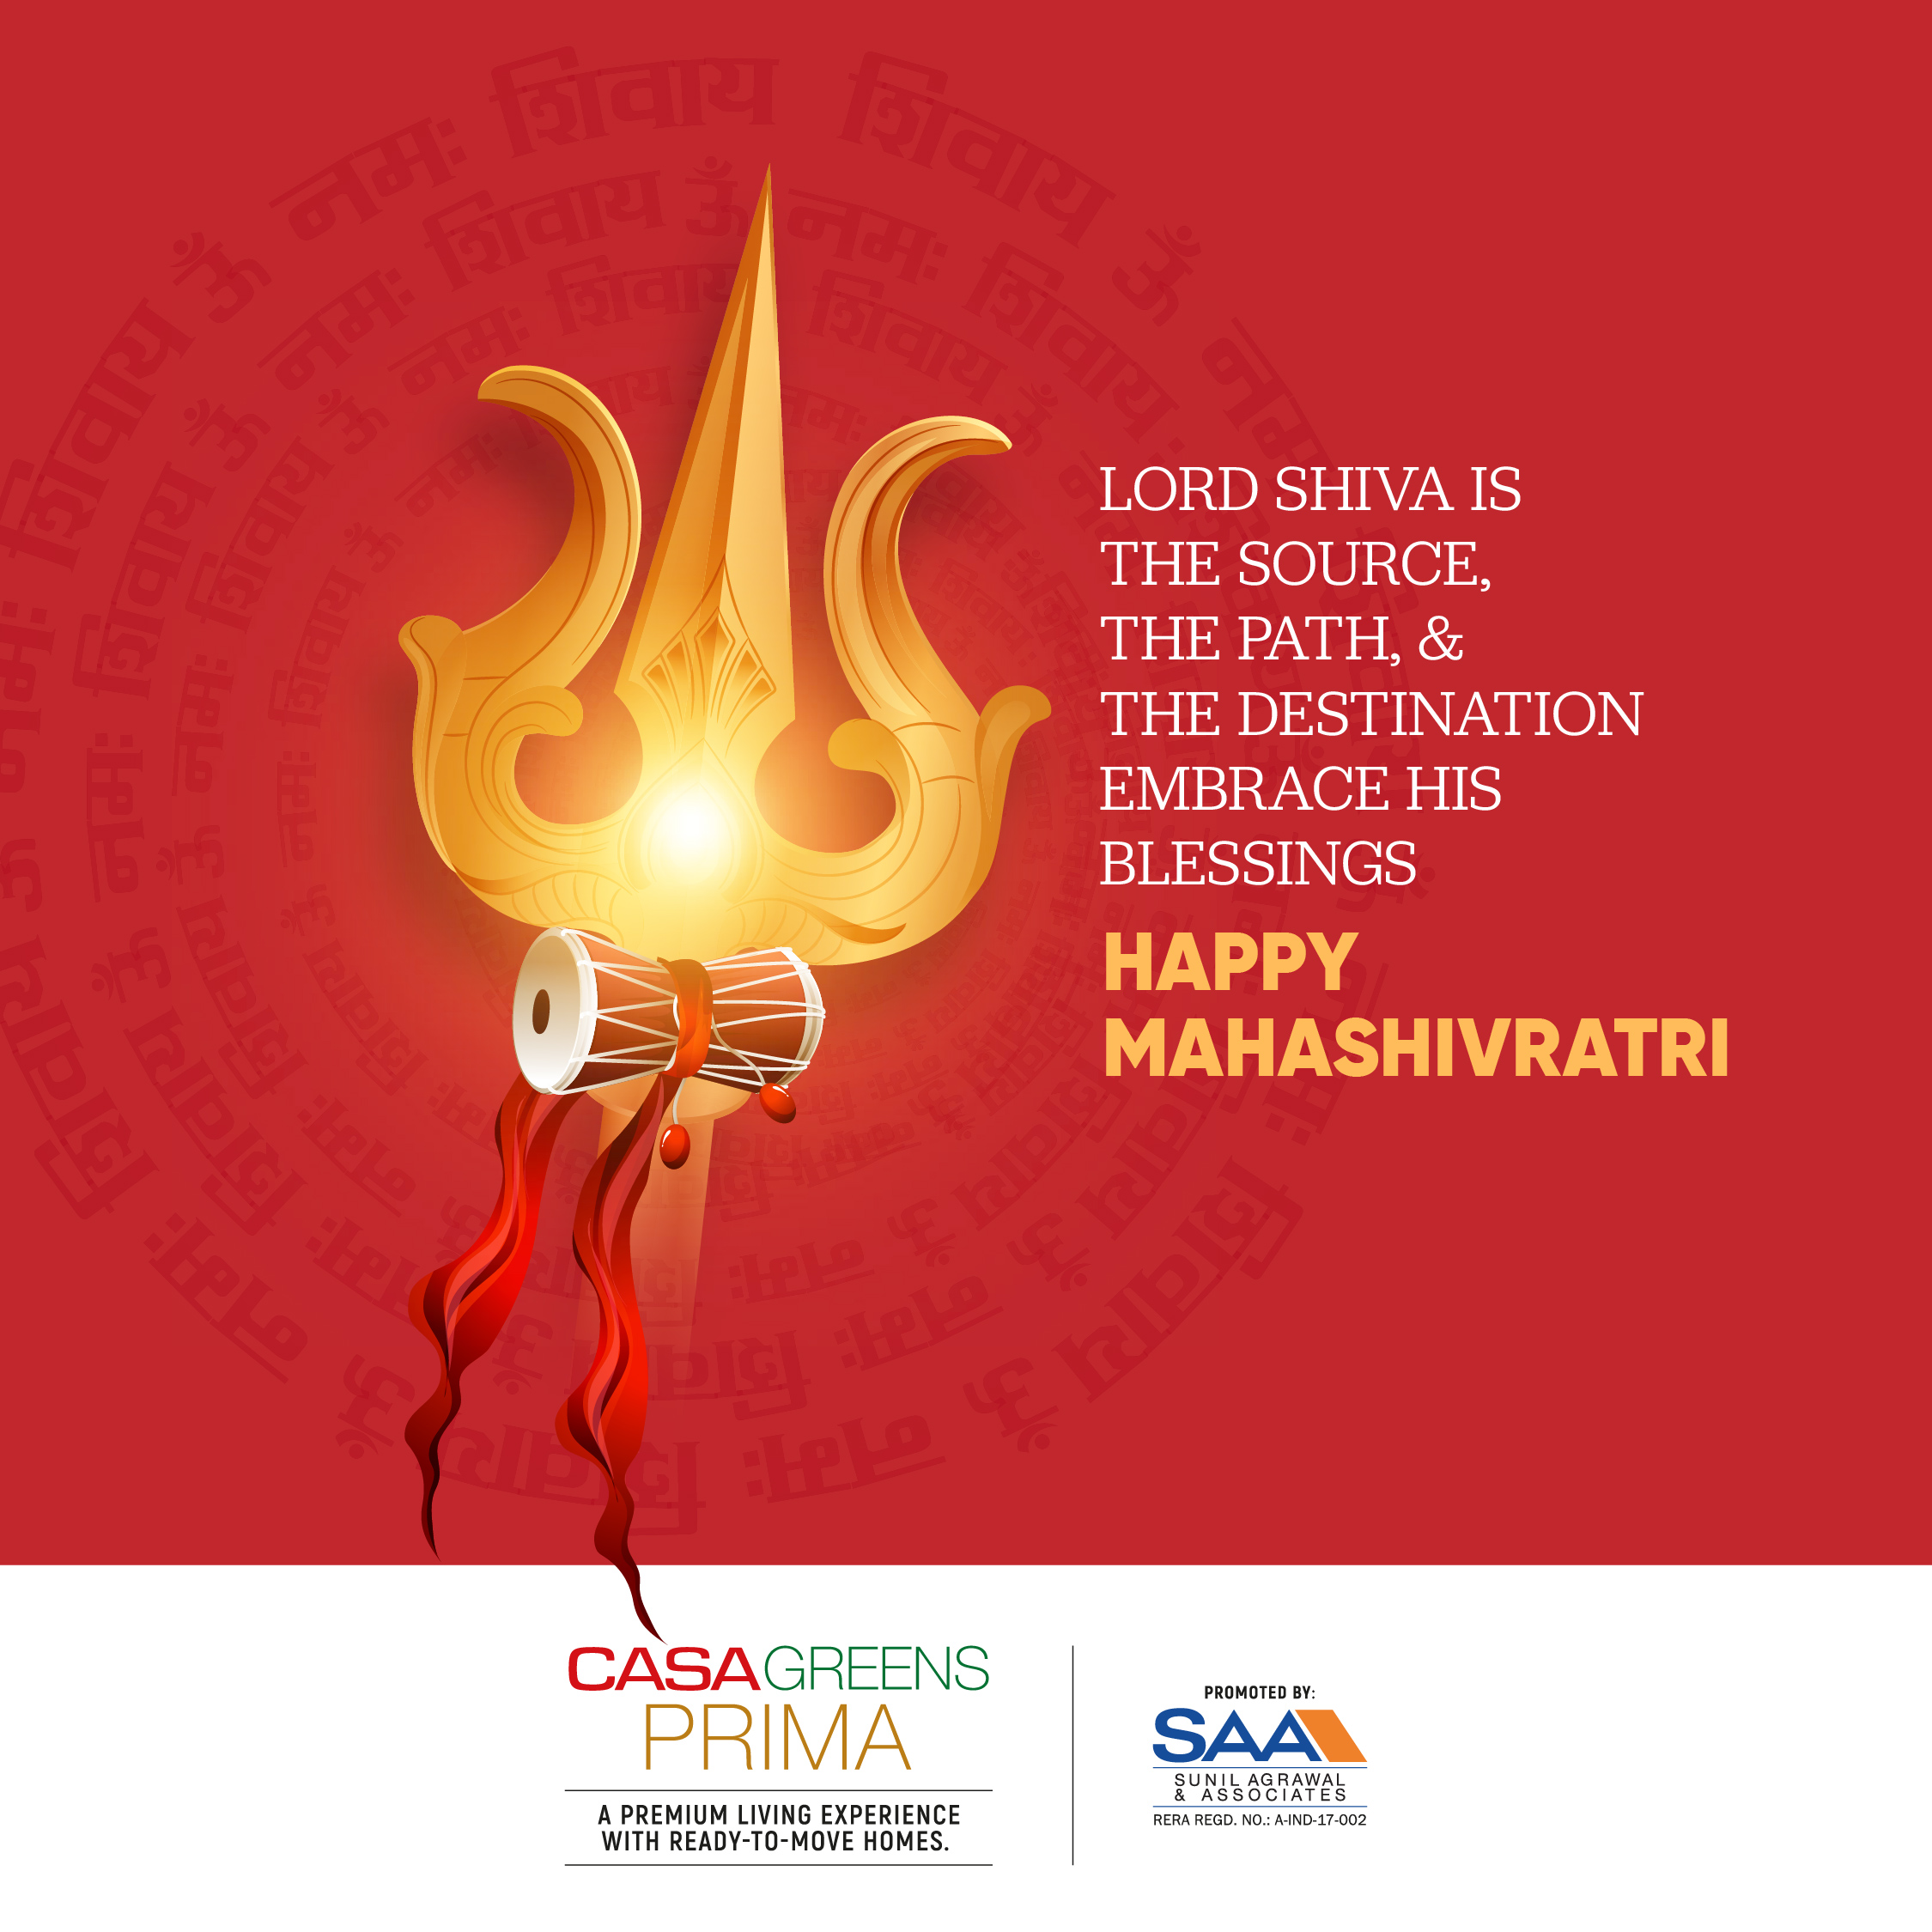 ॐ नमः शिवाय
LORD SHIVA IS
THE SOURCE,
THE PATH, &
THE DESTINATION
EMBRACE HIS
BLESSINGS
HAPPY
MAHASHIVRATRI
CASAGREENS
PRIMA
A PREMIUM LIVING EXPERIENCE
WITH READY-TO-MOVE HOMES.
PROMOTED BY:
SAA
SUNIL AGRAWAL
& ASSOCIATES
RERA REGD. NO.: A-IND-17-002